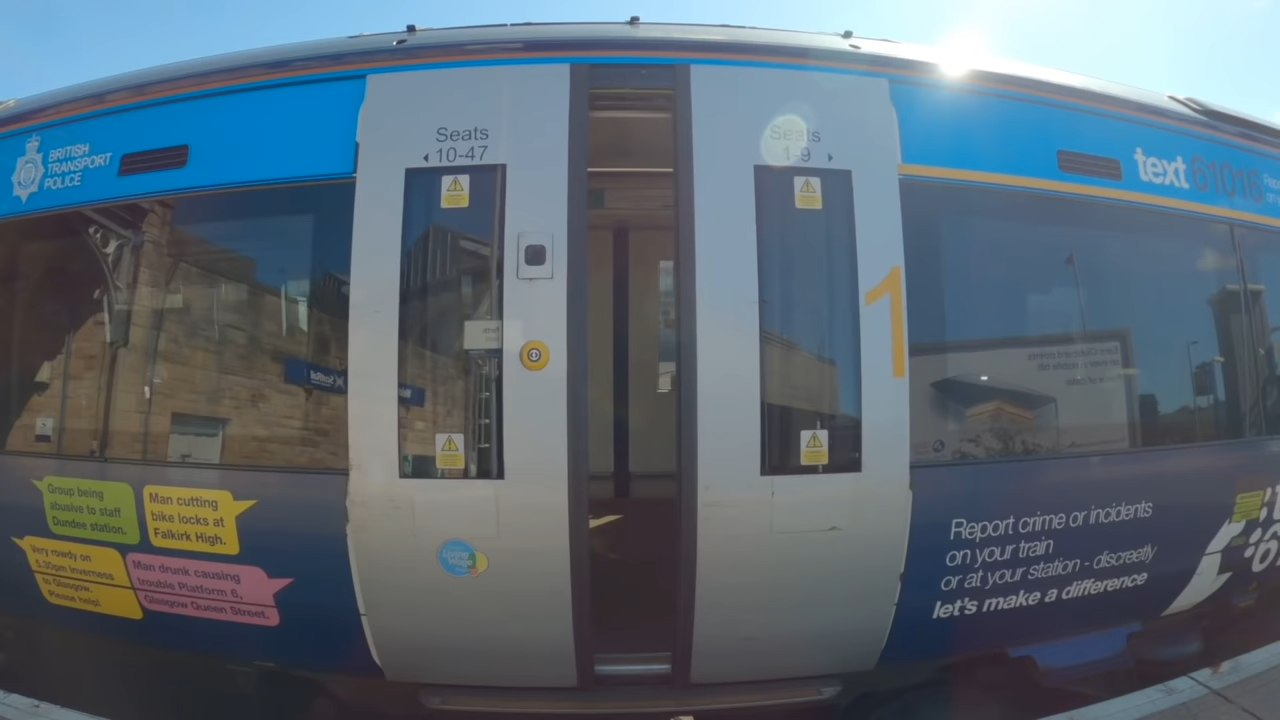 BRITISH
TRANSPORT
POLICE
Seats
10-47
Seats
1-9
text 61016
1
Group being
abusive to staff
Dundee station.
Man cutting
bike locks at
Falkirk High.
Very rowdy on
5.30pm Inverness
to Glasgow.
Please help!
Man drunk causing
trouble Platform 6,
Glasgow Queen Street.
Living
Report crime or incidents
on your train
or at your station - discreetly
let's make a difference